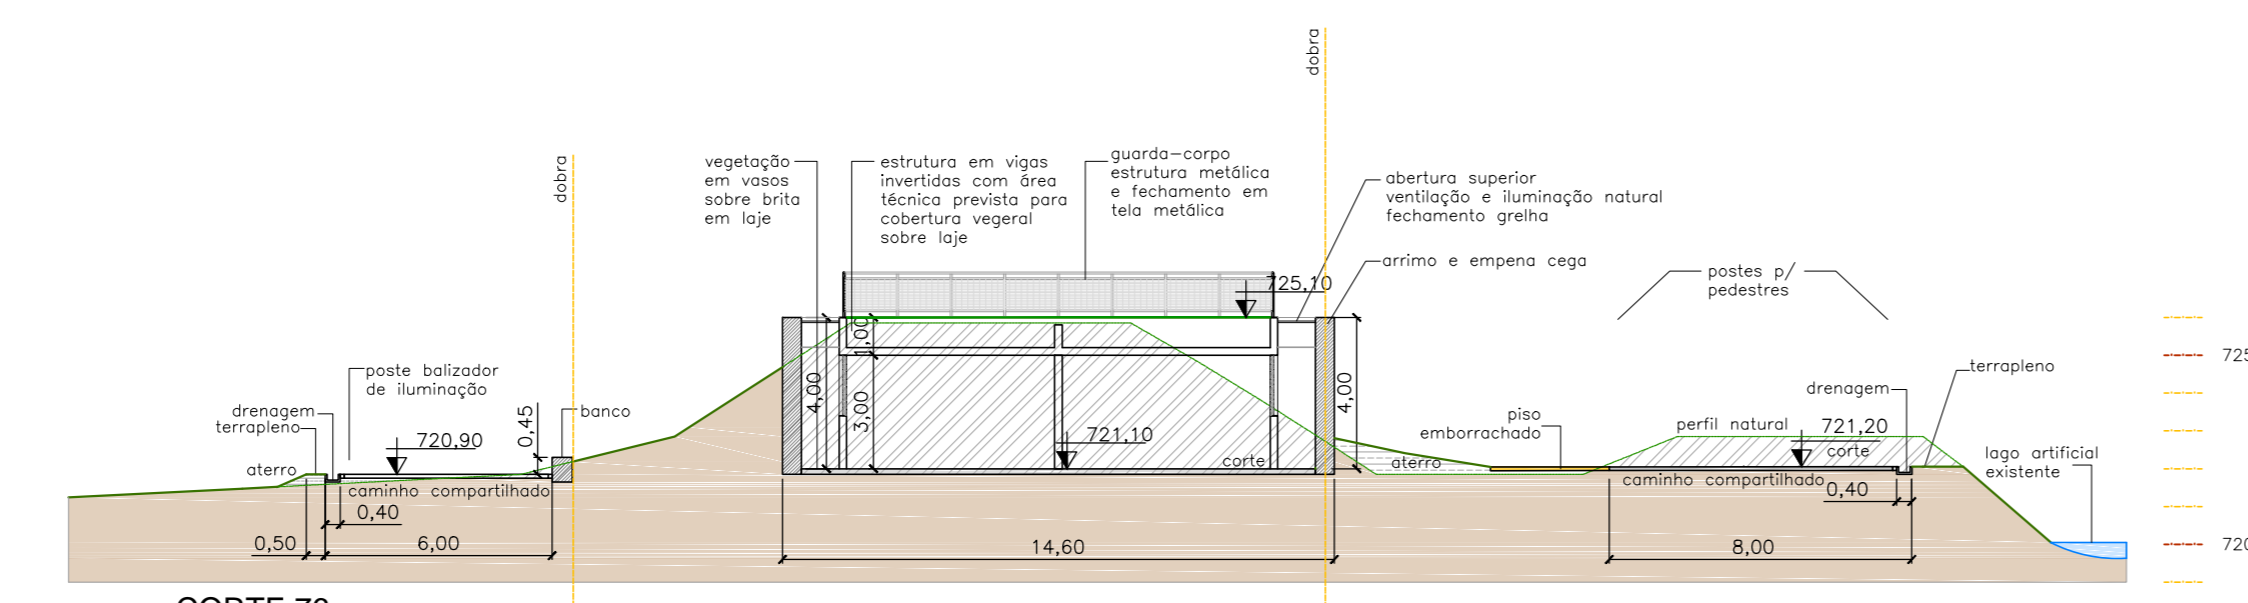 dobra
dobra
vegetação
em vasos
sobre brita
em laje
estrutura em vigas
invertidas com área
técnica prevista para
cobertura vegeral
sobre laje
guarda-corpo
estrutura metálica
e fechamento em
tela metálica
abertura superior
ventilação e iluminação natural
fechamento grelha
arrimo e empena cega
postes p/
pedestres
725,10
1,00
4,00
3,00
4,00
721,10
corte
poste balizador
de iluminação
drenagem
terrapleno
aterro
720,90
0,45
banco
caminho compartilhado
0,40
0,50
6,00
14,60
piso
emborrachado
aterro
perfil natural
721,20
corte
drenagem
terrapleno
caminho compartilhado
0,40
8,00
lago artificial
existente
725
720